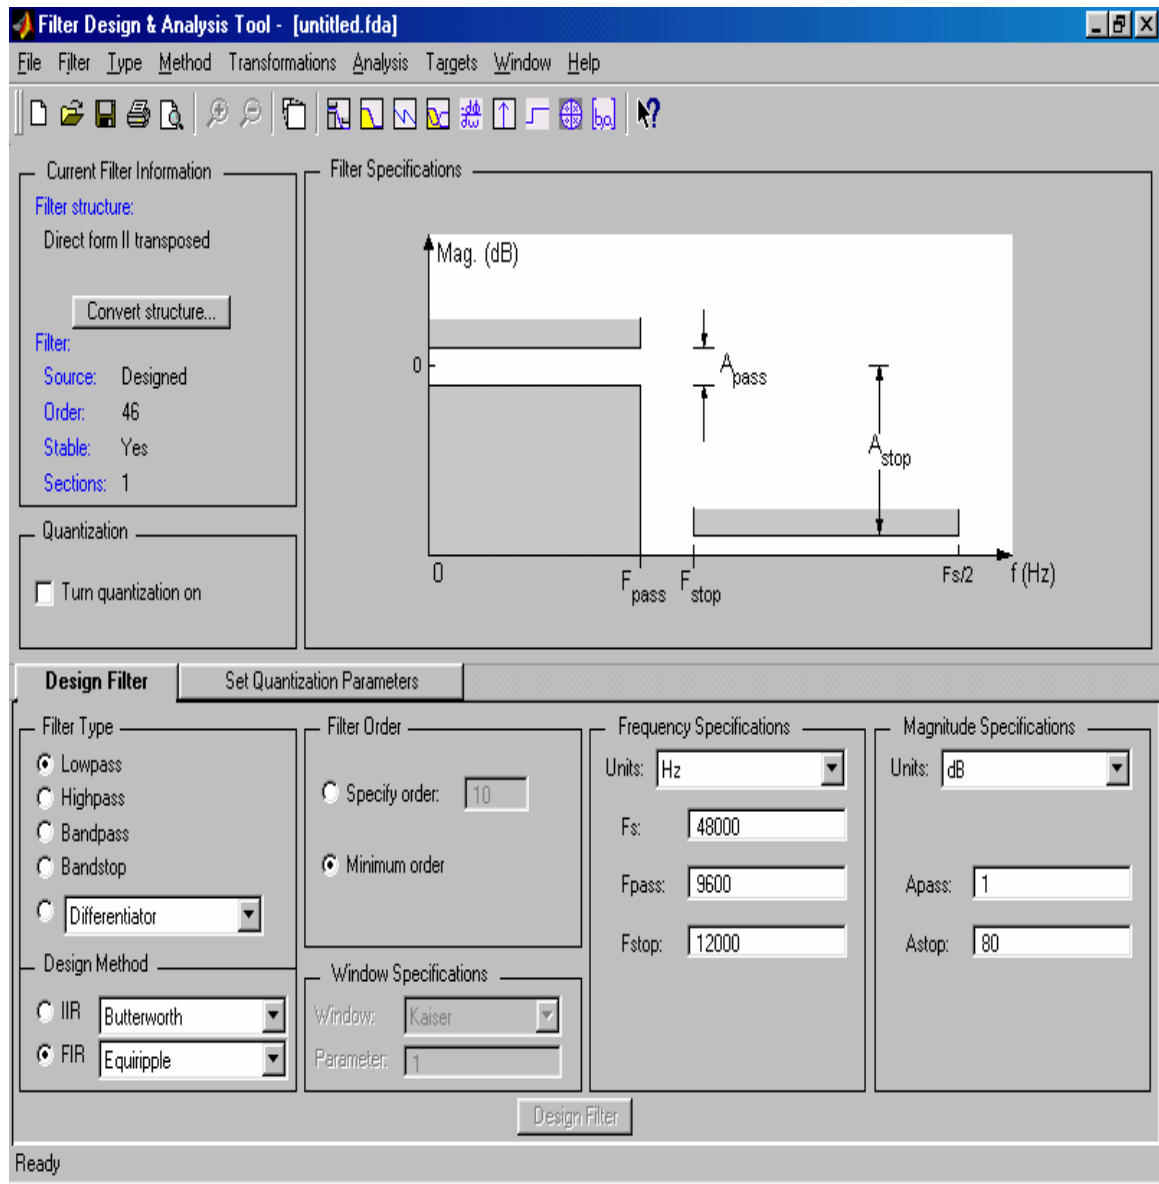 Filter Design & Analysis Tool - [untitled.fda]
File Filter Type Method Transformations Analysis Targets Window Help
Current Filter Information
Filter structure:
Direct form II transposed
Convert structure...
Filter:
Source: Designed
Order: 46
Stable: Yes
Sections: 1
Quantization
Turn quantization on
Filter Specifications
Mag. (dB)
0
Apass
Astop
0
Fpass
Fstop
Fs/2
f (Hz)
Design Filter
Set Quantization Parameters
Filter Type
Lowpass
Highpass
Bandpass
Bandstop
Differentiator
Design Method
IIR Butterworth
FIR Equiripple
Filter Order
Specify order: 10
Minimum order
Window Specifications
Window: Kaiser
Parameter: 1
Frequency Specifications
Units: Hz
Fs: 48000
Fpass: 9600
Fstop: 12000
Magnitude Specifications
Units: dB
Apass: 1
Astop: 80
Design Filter
Ready